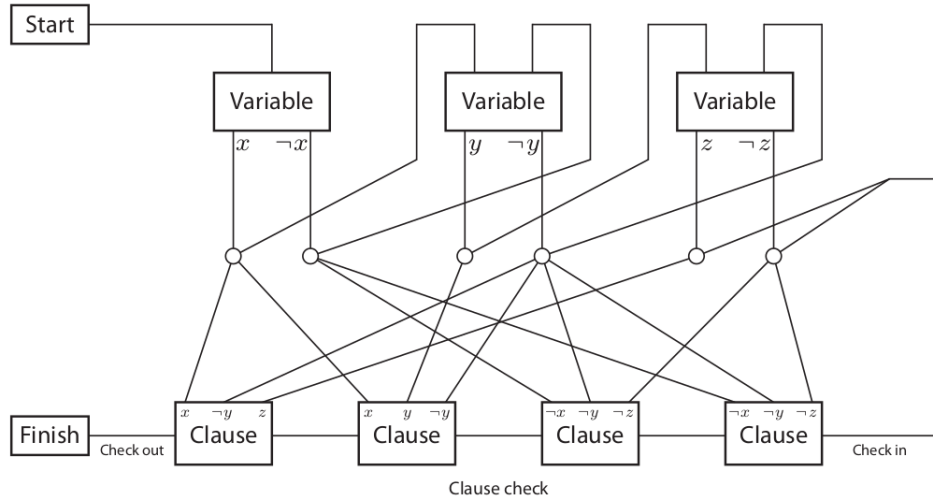 Start
Variable Variable Variable
x ¬x y ¬y z ¬z
x ¬y z x y ¬y ¬x ¬y ¬z ¬x ¬y ¬z
Finish Clause Clause Clause Clause
Check out Check in
Clause check